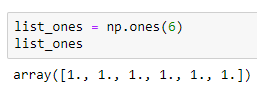 list_ones = np.ones(6)
list_ones
array([1., 1., 1., 1., 1., 1.])